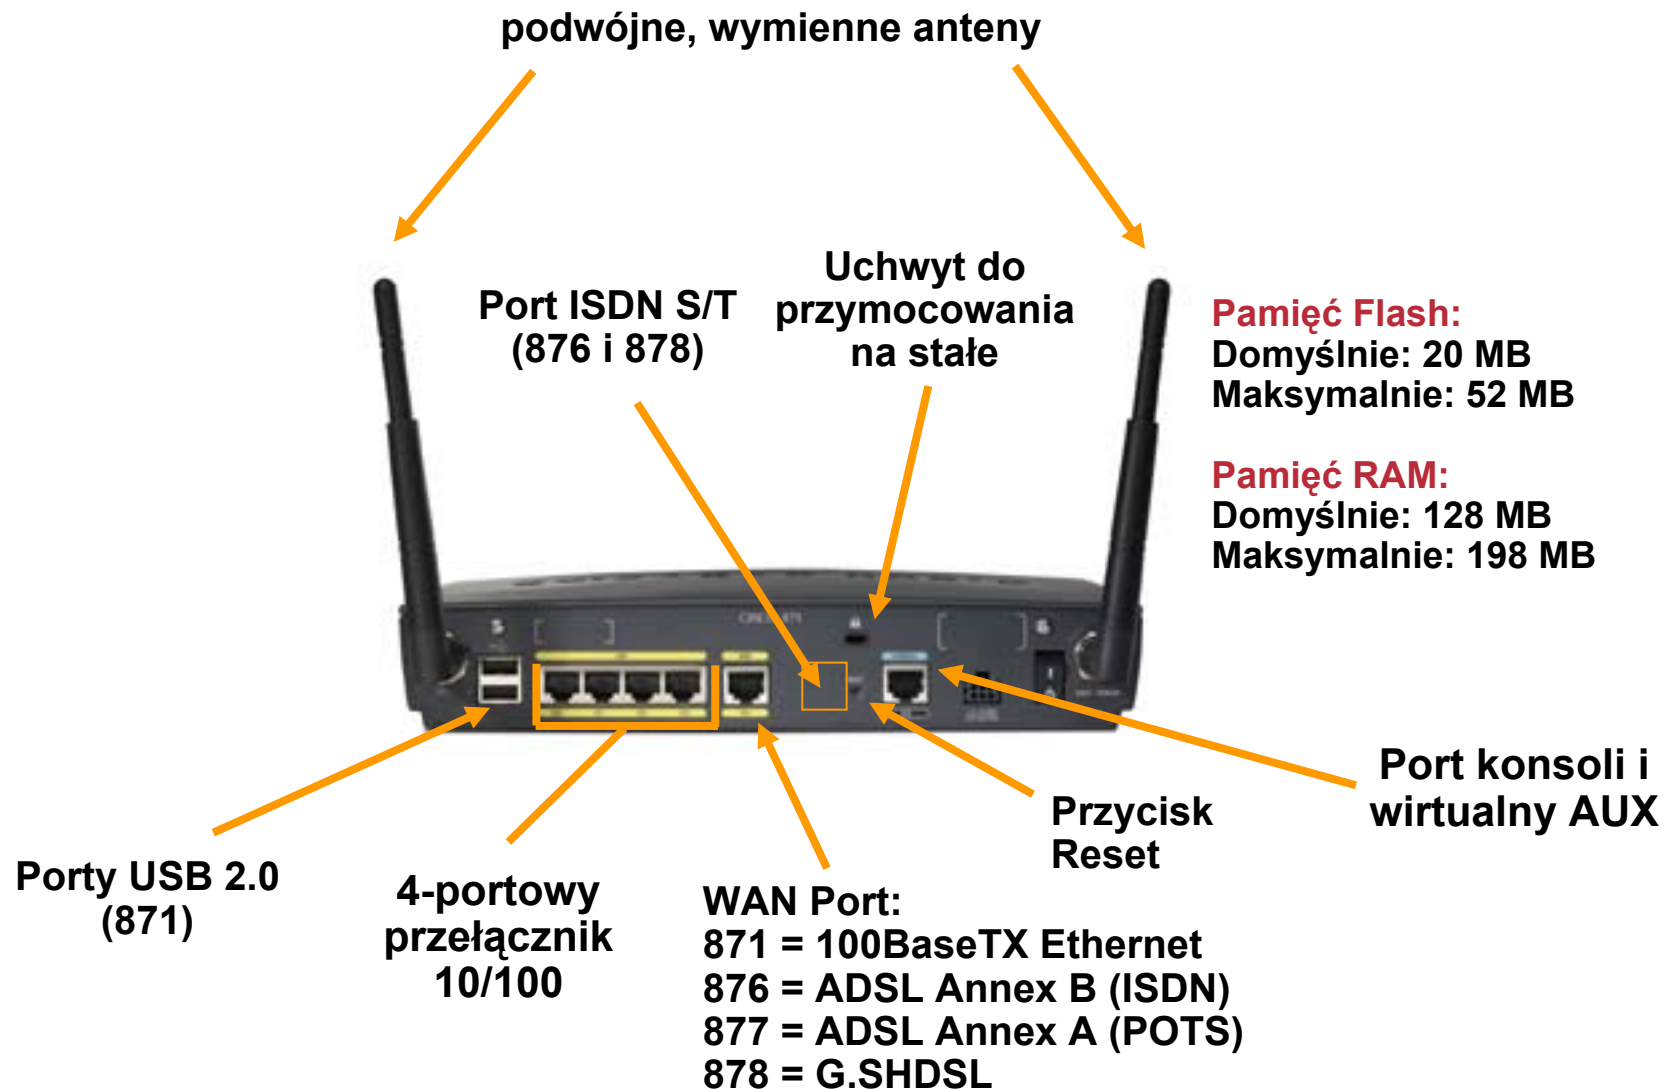 podwójne, wymienne anteny
Port ISDN S/T
(876 i 878)
Uchwyt do
przymocowania
na stałe
Pamięć Flash:
Domyślnie: 20 MB
Maksymalnie: 52 MB
Pamięć RAM:
Domyślnie: 128 MB
Maksymalnie: 198 MB
Port konsoli i
wirtualny AUX
Przycisk
Reset
Porty USB 2.0
(871)
4-portowy
przełącznik
10/100
WAN Port:
871 = 100BaseTX Ethernet
876 = ADSL Annex B (ISDN)
877 = ADSL Annex A (POTS)
878 = G.SHDSL